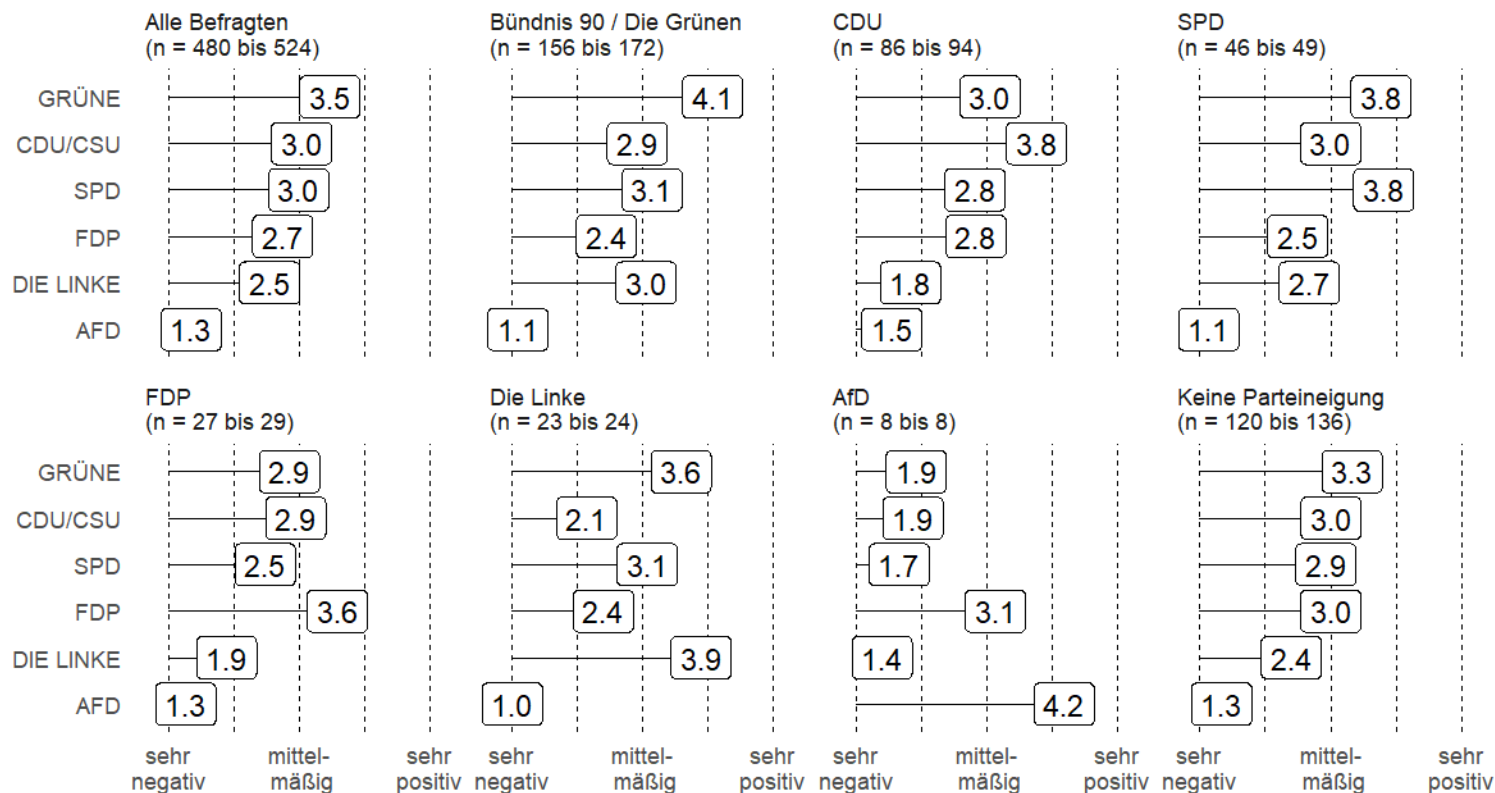 Alle Befragten
(n = 480 bis 524)
Bündnis 90 / Die Grünen
(n = 156 bis 172)
CDU
(n = 86 bis 94)
SPD
(n = 46 bis 49)
GRÜNE 3.5 4.1 3.0 3.8
CDU/CSU 3.0 2.9 3.8 3.0
SPD 3.0 3.1 2.8 3.8
FDP 2.7 2.4 2.8 2.5
DIE LINKE 2.5 3.0 1.8 2.7
AFD 1.3 1.1 1.5 1.1
FDP
(n = 27 bis 29)
Die Linke
(n = 23 bis 24)
AfD
(n = 8 bis 8)
Keine Parteineigung
(n = 120 bis 136)
GRÜNE 2.9 3.6 1.9 3.3
CDU/CSU 2.9 2.1 1.9 3.0
SPD 2.5 3.1 1.7 2.9
FDP 3.6 2.4 3.1 3.0
DIE LINKE 1.9 3.9 1.4 2.4
AFD 1.3 1.0 4.2 1.3
sehr mittel- sehr sehr mittel- sehr sehr mittel- sehr sehr mittel- sehr
negativ mäßig positiv negativ mäßig positiv negativ mäßig positiv negativ mäßig positiv